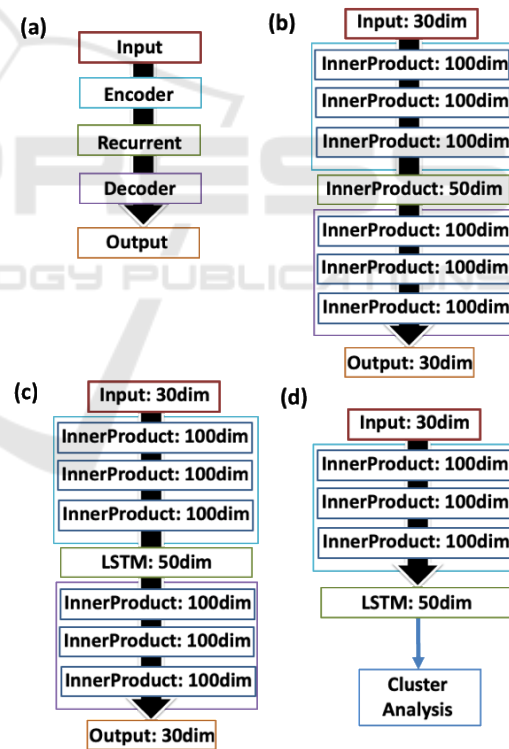 (a)
Input
Encoder
Recurrent
Decoder
Output
(b)
Input: 30dim
InnerProduct: 100dim
InnerProduct: 100dim
InnerProduct: 100dim
InnerProduct: 50dim
InnerProduct: 100dim
InnerProduct: 100dim
InnerProduct: 100dim
Output: 30dim
(c)
Input: 30dim
InnerProduct: 100dim
InnerProduct: 100dim
InnerProduct: 100dim
LSTM: 50dim
InnerProduct: 100dim
InnerProduct: 100dim
InnerProduct: 100dim
Output: 30dim
(d)
Input: 30dim
InnerProduct: 100dim
InnerProduct: 100dim
InnerProduct: 100dim
LSTM: 50dim
Cluster
Analysis